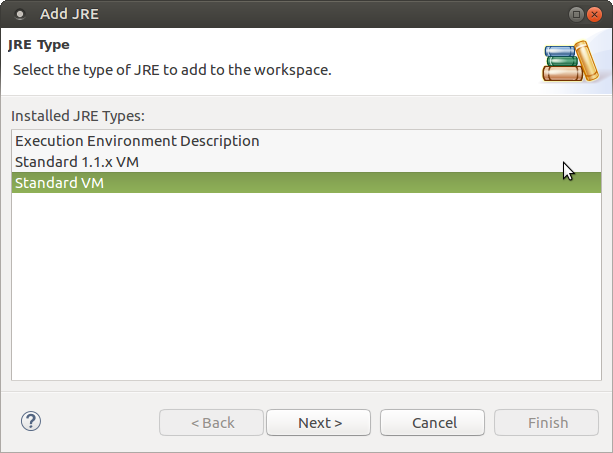 Add JRE
JRE Type
Select the type of JRE to add to the workspace.
Installed JRE Types:
Execution Environment Description
Standard 1.1.x VM
Standard VM
?
< Back
Next >
Cancel
Finish